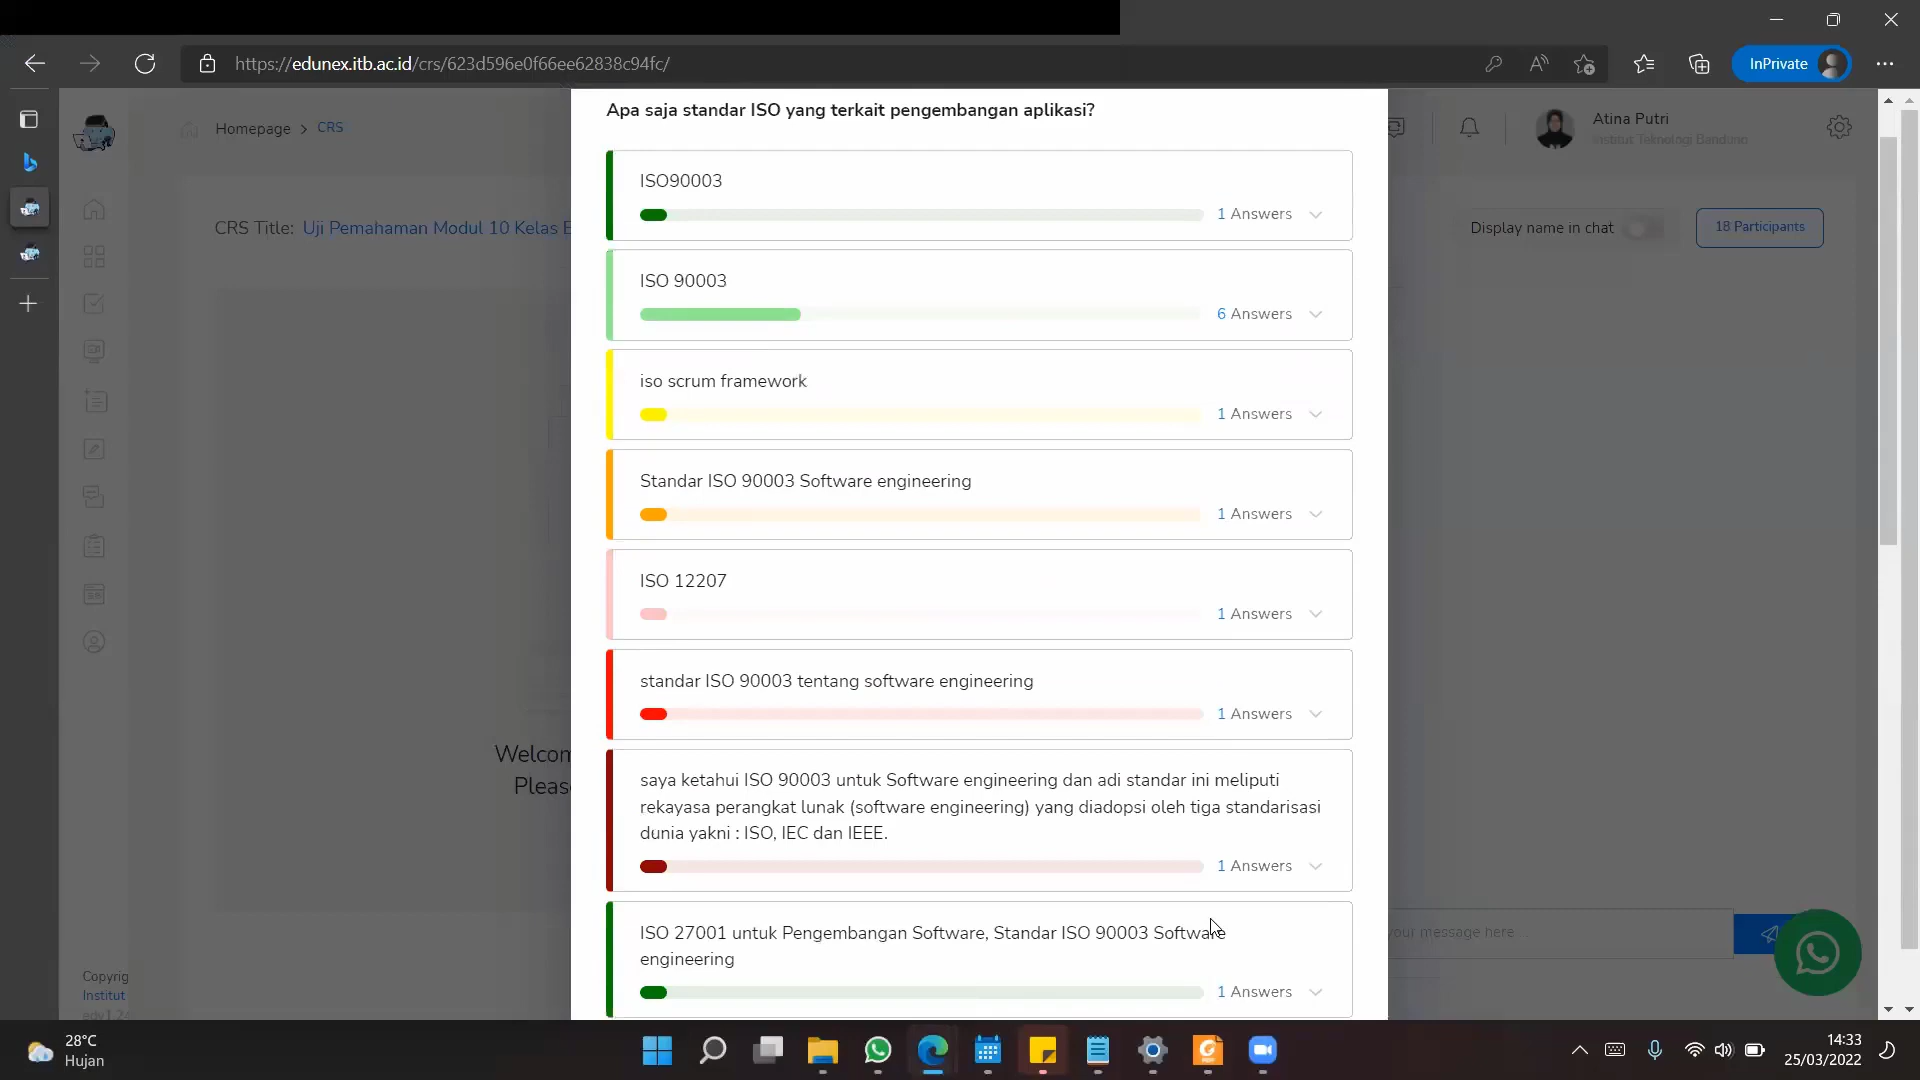 https://edunex.itb.ac.id/crs/623d596e0f66ee62838c94fc/
InPrivate
Homepage > CRS
Atina Putri
Institut Teknologi Bandung
CRS Title: Uji Pemahaman Modul 10 Kelas
Display name in chat
18 Participants
Apa saja standar ISO yang terkait pengembangan aplikasi?
ISO90003
1 Answers
ISO 90003
6 Answers
iso scrum framework
1 Answers
Standar ISO 90003 Software engineering
1 Answers
ISO 12207
1 Answers
standar ISO 90003 tentang software engineering
1 Answers
saya ketahui ISO 90003 untuk Software engineering dan adi standar ini meliputi
rekayasa perangkat lunak (software engineering) yang diadopsi oleh tiga standarisasi
dunia yakni : ISO, IEC dan IEEE.
1 Answers
ISO 27001 untuk Pengembangan Software, Standar ISO 90003 Software
engineering
1 Answers
Welcom
Pleas
your message here ...
Copyrig
Institut
28°C
Hujan
14:33
25/03/2022